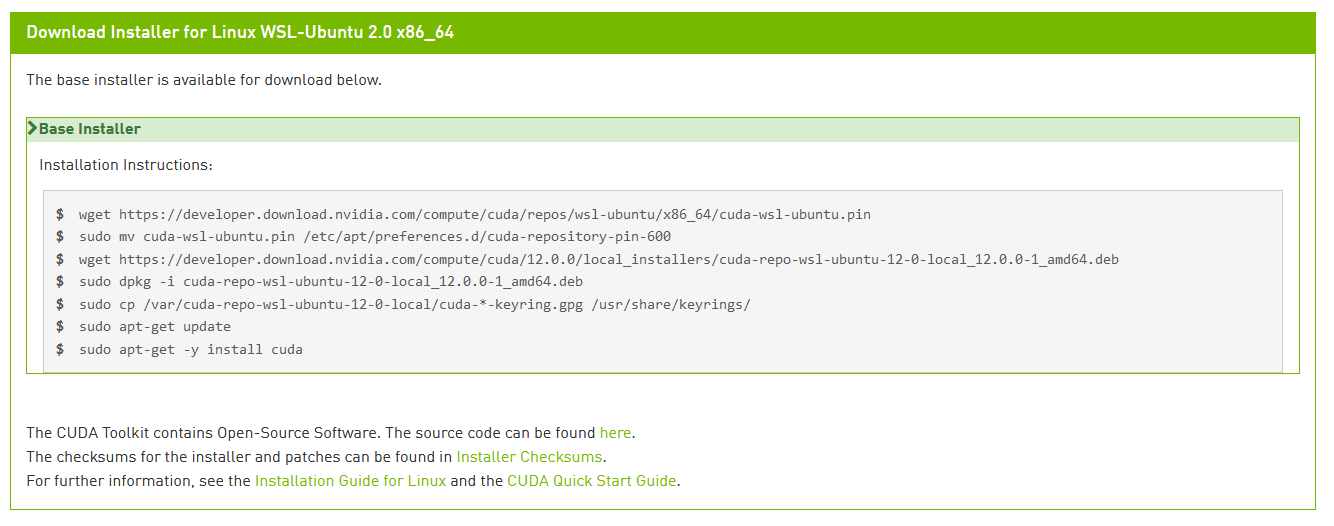 Download Installer for Linux WSL-Ubuntu 2.0 x86_64
The base installer is available for download below.
Base Installer
Installation Instructions:
$ wget https://developer.download.nvidia.com/compute/cuda/repos/wsl-ubuntu/x86_64/cuda-wsl-ubuntu.pin
$ sudo mv cuda-wsl-ubuntu.pin /etc/apt/preferences.d/cuda-repository-pin-600
$ wget https://developer.download.nvidia.com/compute/cuda/12.0.0/local_installers/cuda-repo-wsl-ubuntu-12-0-local_12.0.0-1_amd64.deb
$ sudo dpkg -i cuda-repo-wsl-ubuntu-12-0-local_12.0.0-1_amd64.deb
$ sudo cp /var/cuda-repo-wsl-ubuntu-12-0-local/cuda-*-keyring.gpg /usr/share/keyrings/
$ sudo apt-get update
$ sudo apt-get -y install cuda
The CUDA Toolkit contains Open-Source Software. The source code can be found here.
The checksums for the installer and patches can be found in Installer Checksums.
For further information, see the Installation Guide for Linux and the CUDA Quick Start Guide.